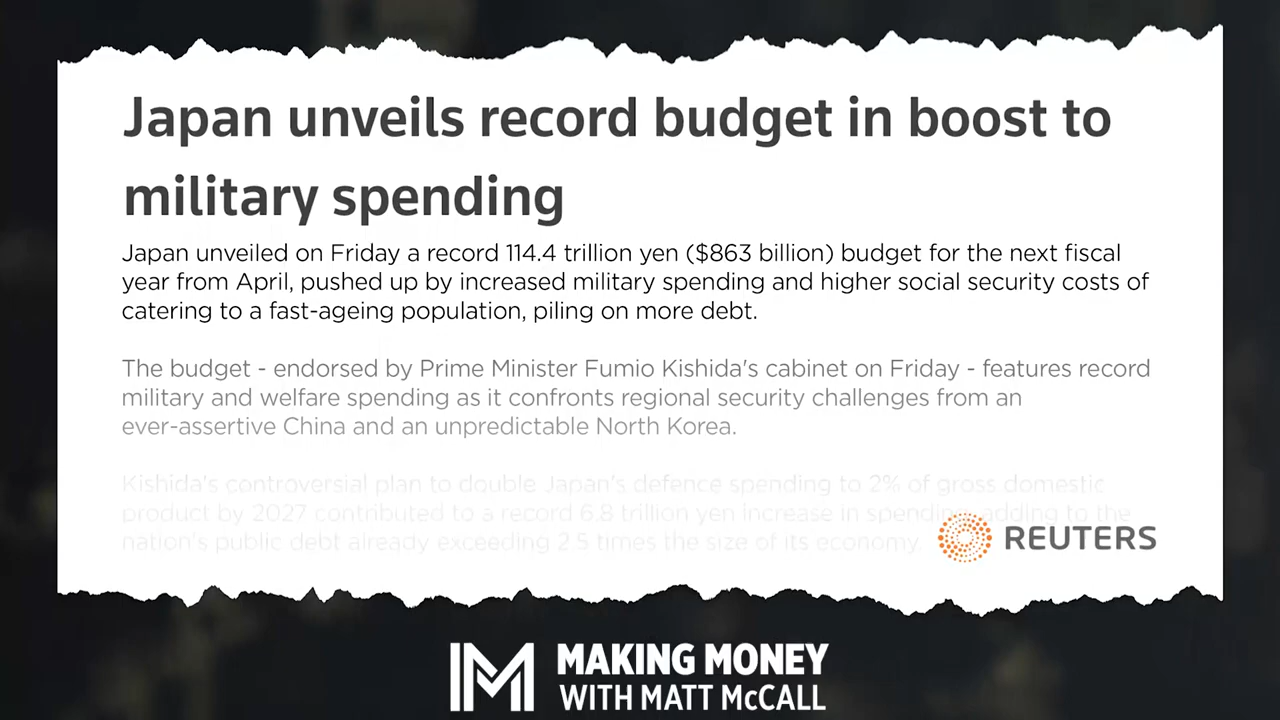 Japan unveils record budget in boost to
military spending
Japan unveiled on Friday a record 114.4 trillion yen ($863 billion) budget for the next fiscal
year from April, pushed up by increased military spending and higher social security costs of
catering to a fast-ageing population, piling on more debt.
The budget - endorsed by Prime Minister Fumio Kishida's cabinet on Friday - features record
military and welfare spending as it confronts regional security challenges from an
ever-assertive China and an unpredictable North Korea.
Kishida's controversial plan to double Japan's defence spending to 2% of gross domestic
product by 2027 contributed to a record 6.8 trillion yen increase in spending, adding to the
nation's public debt already exceeding 2.5 times the size of its economy.
REUTERS
MAKING MONEY
WITH MATT McCALL